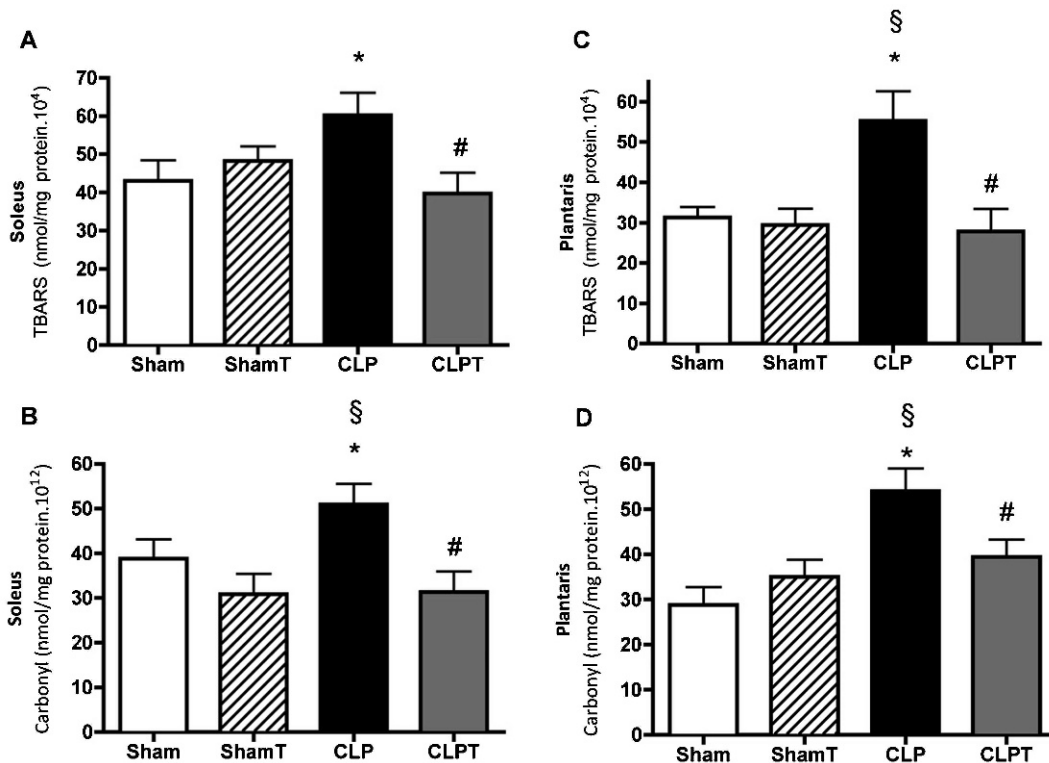 A
*
#
Soleus
TBARS (nmol/mg protein.10⁴)
70
60
50
40
30
20
10
0
Sham ShamT CLP CLPT
C
§
*
#
Plantaris
TBARS (nmol/mg protein.10⁴)
60
50
40
30
20
10
0
Sham ShamT CLP CLPT
B
§
*
#
Soleus
Carbonyl (nmol/mg protein.10¹²)
60
50
40
30
20
10
0
Sham ShamT CLP CLPT
D
§
*
#
Plantaris
Carbonyl (nmol/mg protein.10¹²)
60
50
40
30
20
10
0
Sham ShamT CLP CLPT